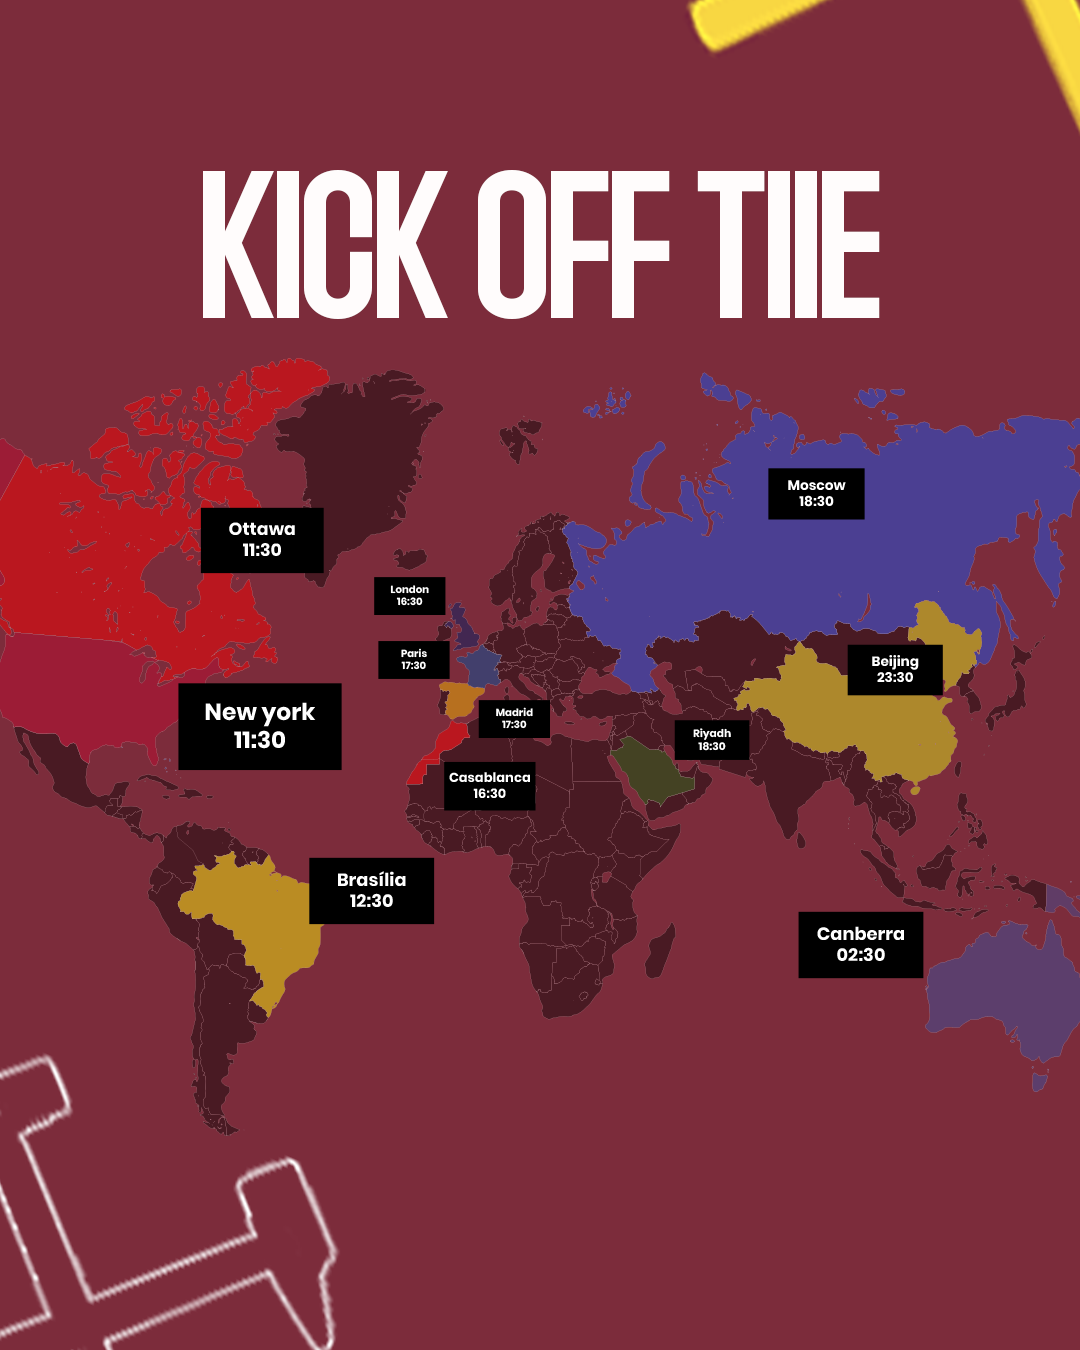 KICK OFF TIIE
Moscow
18:30
Ottawa
11:30
London
16:30
Paris
17:30
Beijing
23:30
New york
11:30
Madrid
17:30
Riyadh
18:30
Casablanca
16:30
Brasília
12:30
Canberra
02:30